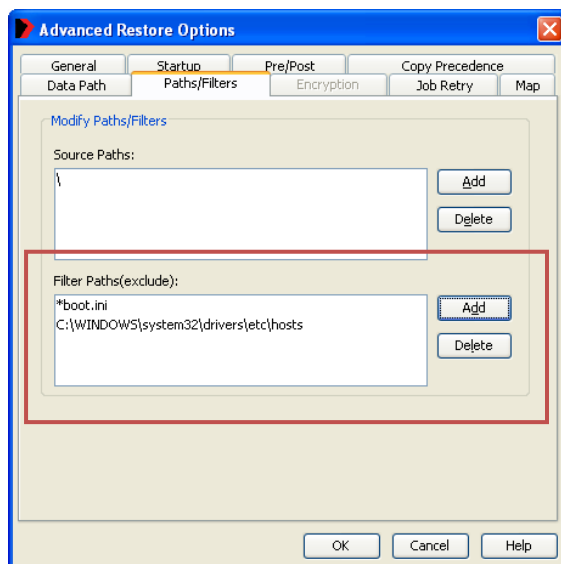 Advanced Restore Options
General Startup Pre/Post Copy Precedence
Data Path Paths/Filters Encryption Job Retry Map
Modify Paths/Filters
Source Paths:
\
Add
Delete
Filter Paths(exclude):
*boot.ini
C:\WINDOWS\system32\drivers\etc\hosts
Add
Delete
OK Cancel Help